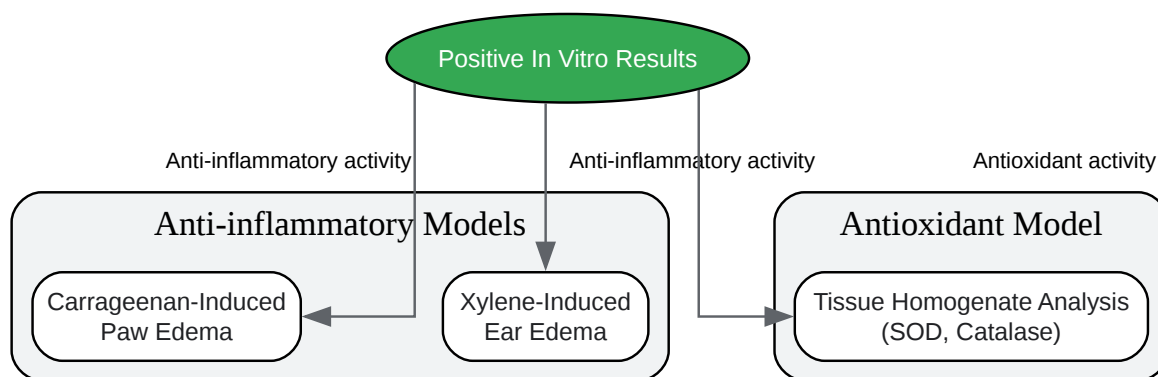 Positive In Vitro Results
Anti-inflammatory activity
Anti-inflammatory activity
Antioxidant activity
Anti-inflammatory Models
Antioxidant Model
Carrageenan-Induced
Paw Edema
Xylene-Induced
Ear Edema
Tissue Homogenate Analysis
(SOD, Catalase)